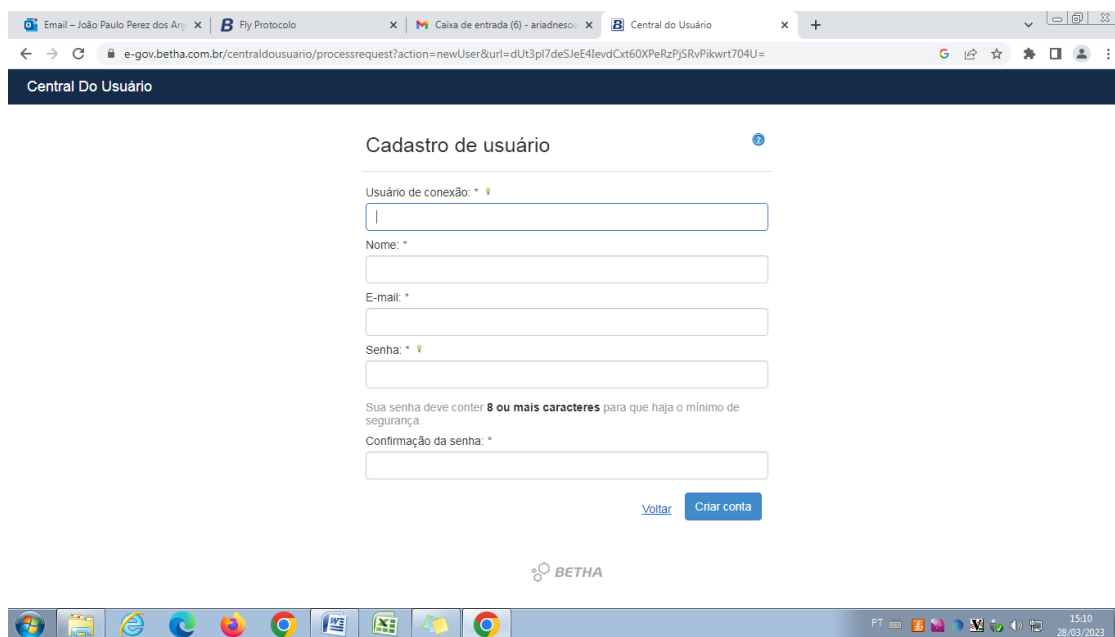 Email – João Paulo Perez dos Anj
Fly Protocolo
Caixa de entrada (6) - ariadnesou
Central do Usuário
e-gov.betha.com.br/centraldousuario/processrequest?action=newUser&url=dUt3pl7deSJeE4IevdCxt60XPeRzPjSRvPikwrt704U=
Central Do Usuário
Cadastro de usuário
Usuário de conexão: *
Nome: *
E-mail: *
Senha: *
Sua senha deve conter 8 ou mais caracteres para que haja o mínimo de
segurança.
Confirmação da senha: *
Voltar
Criar conta
BETHA
PT
15:10
28/03/2023